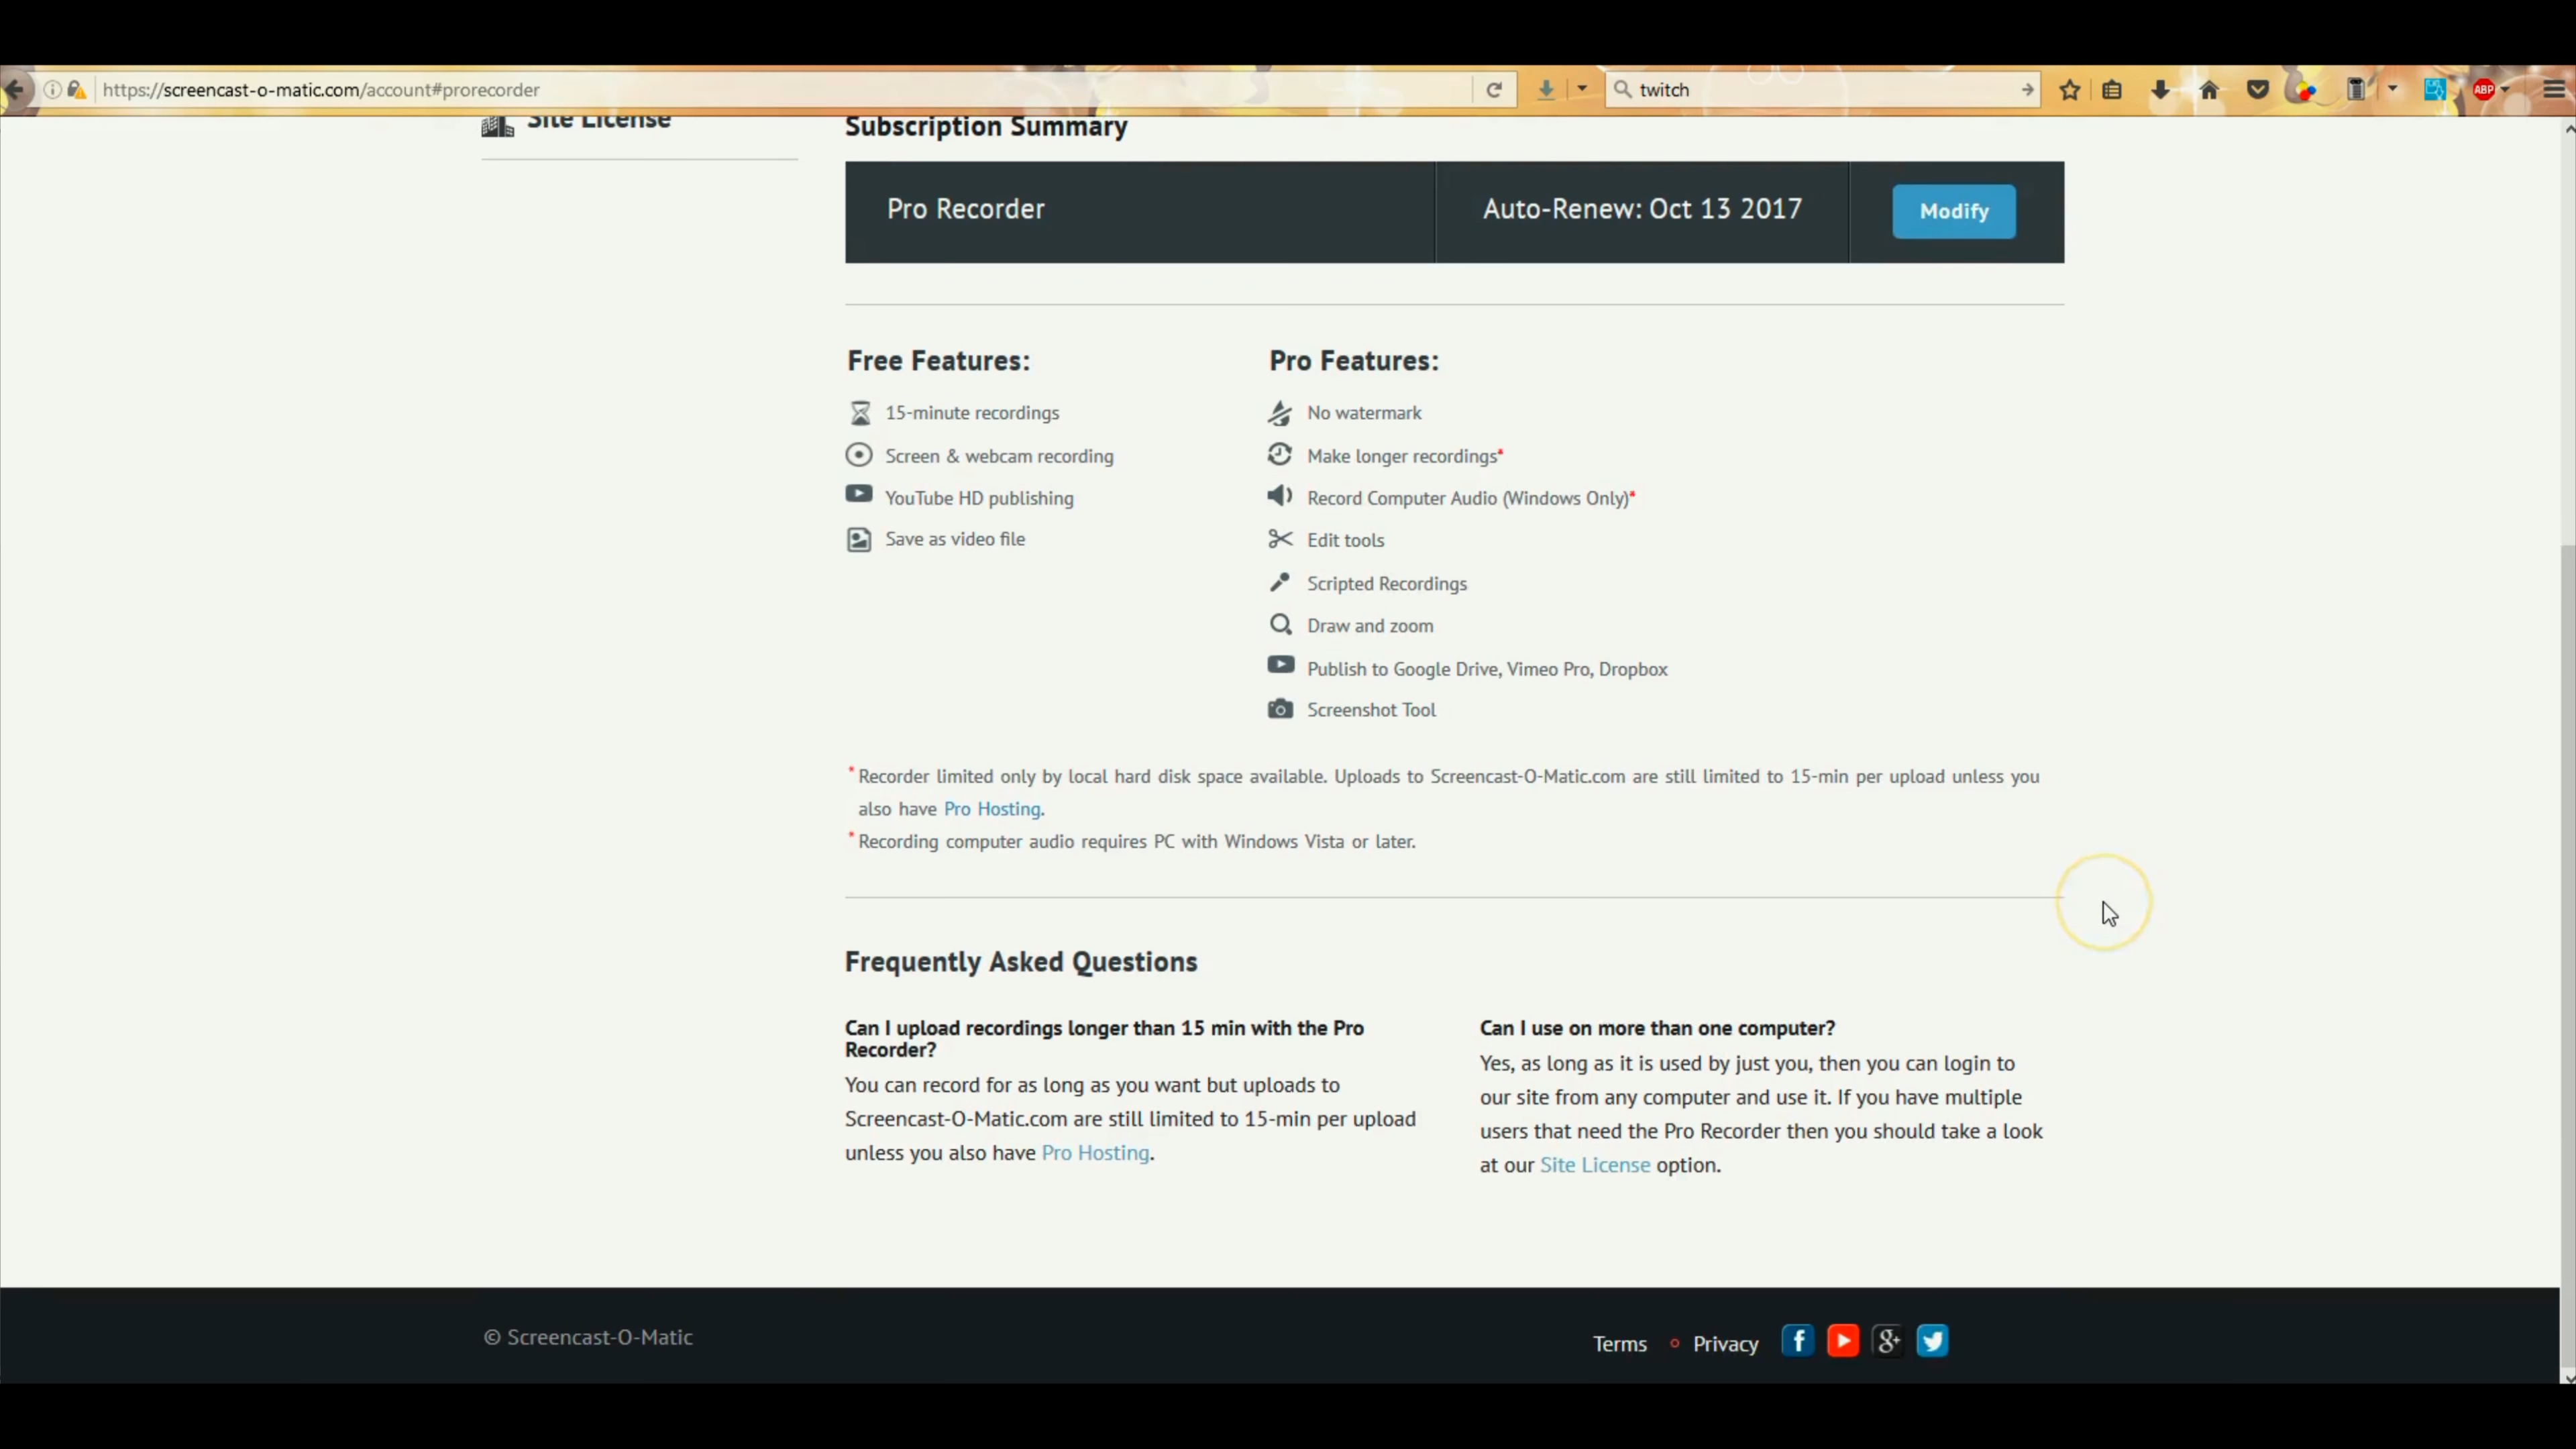 https://screencast-o-matic.com/account#prorecorder
twitch
ABP
Site License
Subscription Summary
Pro Recorder
Auto-Renew: Oct 13 2017
Modify
Free Features:
15-minute recordings
Screen & webcam recording
YouTube HD publishing
Save as video file
Pro Features:
No watermark
Make longer recordings*
Record Computer Audio (Windows Only)*
Edit tools
Scripted Recordings
Draw and zoom
Publish to Google Drive, Vimeo Pro, Dropbox
Screenshot Tool
* Recorder limited only by local hard disk space available. Uploads to Screencast-O-Matic.com are still limited to 15-min per upload unless you
also have Pro Hosting.
* Recording computer audio requires PC with Windows Vista or later.
Frequently Asked Questions
Can I upload recordings longer than 15 min with the Pro
Recorder?
You can record for as long as you want but uploads to
Screencast-O-Matic.com are still limited to 15-min per upload
unless you also have Pro Hosting.
Can I use on more than one computer?
Yes, as long as it is used by just you, then you can login to
our site from any computer and use it. If you have multiple
users that need the Pro Recorder then you should take a look
at our Site License option.
© Screencast-O-Matic
Terms
Privacy
f
g+